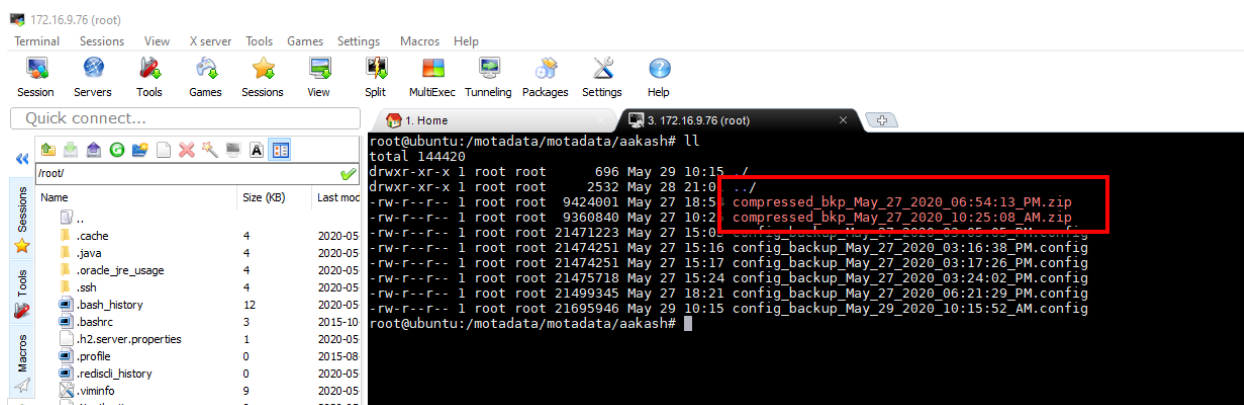 172.16.9.76 (root)
Terminal Sessions View X server Tools Games Settings Macros Help
Session Servers Tools Games Sessions View Split MultiExec Tunneling Packages Settings Help
Quick connect...
1. Home
3. 172.16.9.76 (root)
/root/
Name Size (KB) Last mod
..
.cache 4 2020-05
.java 4 2020-05
.oracle_jre_usage 4 2020-05
.ssh 4 2020-05
.bash_history 12 2020-05
.bashrc 3 2015-10
.h2.server.properties 1 2020-05
.profile 0 2015-08
.rediscli_history 0 2020-05
.viminfo 9 2020-05
Sessions
Tools
Macros
root@ubuntu:/motadata/motadata/aakash# ll
total 144420
drwxr-xr-x 1 root root 696 May 29 10:15 ./
drwxr-xr-x 1 root root 2532 May 28 21:0 ../
-rw-r--r-- 1 root root 9424001 May 27 18:5 compressed_bkp_May_27_2020_06:54:13_PM.zip
-rw-r--r-- 1 root root 9360840 May 27 10:2 compressed_bkp_May_27_2020_10:25:08_AM.zip
-rw-r--r-- 1 root root 21471223 May 27 15:0 config_backup_May_27_2020_03:05:05_PM.config
-rw-r--r-- 1 root root 21474251 May 27 15:16 config_backup_May_27_2020_03:16:38_PM.config
-rw-r--r-- 1 root root 21474251 May 27 15:17 config_backup_May_27_2020_03:17:26_PM.config
-rw-r--r-- 1 root root 21475718 May 27 15:24 config_backup_May_27_2020_03:24:02_PM.config
-rw-r--r-- 1 root root 21499345 May 27 18:21 config_backup_May_27_2020_06:21:29_PM.config
-rw-r--r-- 1 root root 21695946 May 29 10:15 config_backup_May_29_2020_10:15:52_AM.config
root@ubuntu:/motadata/motadata/aakash#